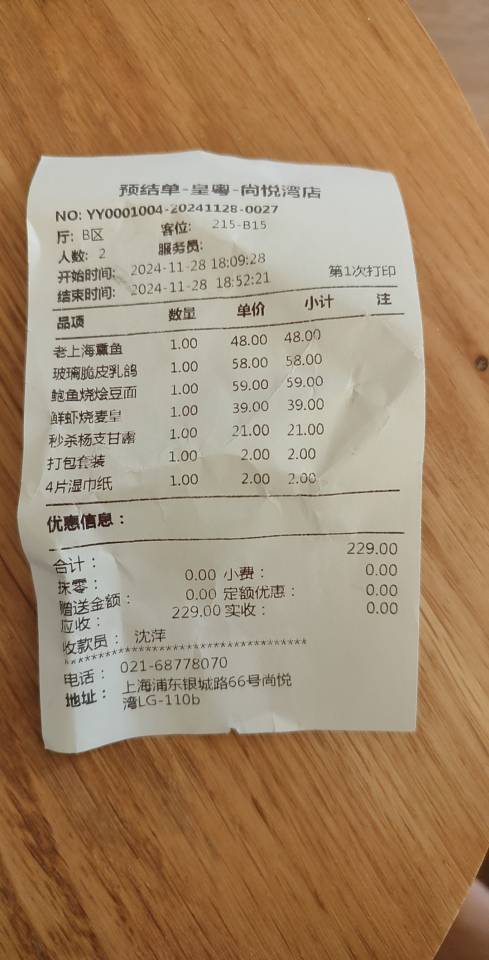 预结单-皇粤-尚悦湾店
NO: YY0001004-20241128-0027
厅: B区 客位: 215-B15
人数: 2 服务员:
开始时间: 2024-11-28 18:09:28
结束时间: 2024-11-28 18:52:21 第1次打印
品项 数量 单价 小计 注
老上海熏鱼 1.00 48.00 48.00
玻璃脆皮乳鸽 1.00 58.00 58.00
鲍鱼烧烩豆面 1.00 59.00 59.00
鲜虾烧麦皇 1.00 39.00 39.00
秒杀杨支甘露 1.00 21.00 21.00
打包套装 1.00 2.00 2.00
4片湿巾纸 1.00 2.00 2.00
优惠信息：
合计： 229.00
抹零： 0.00 小费： 0.00
赠送金额： 0.00 定额优惠： 0.00
应收： 229.00 实收： 0.00
收款员： 沈萍
************************************
电话： 021-68778070
地址： 上海浦东银城路66号尚悦
湾LG-110b